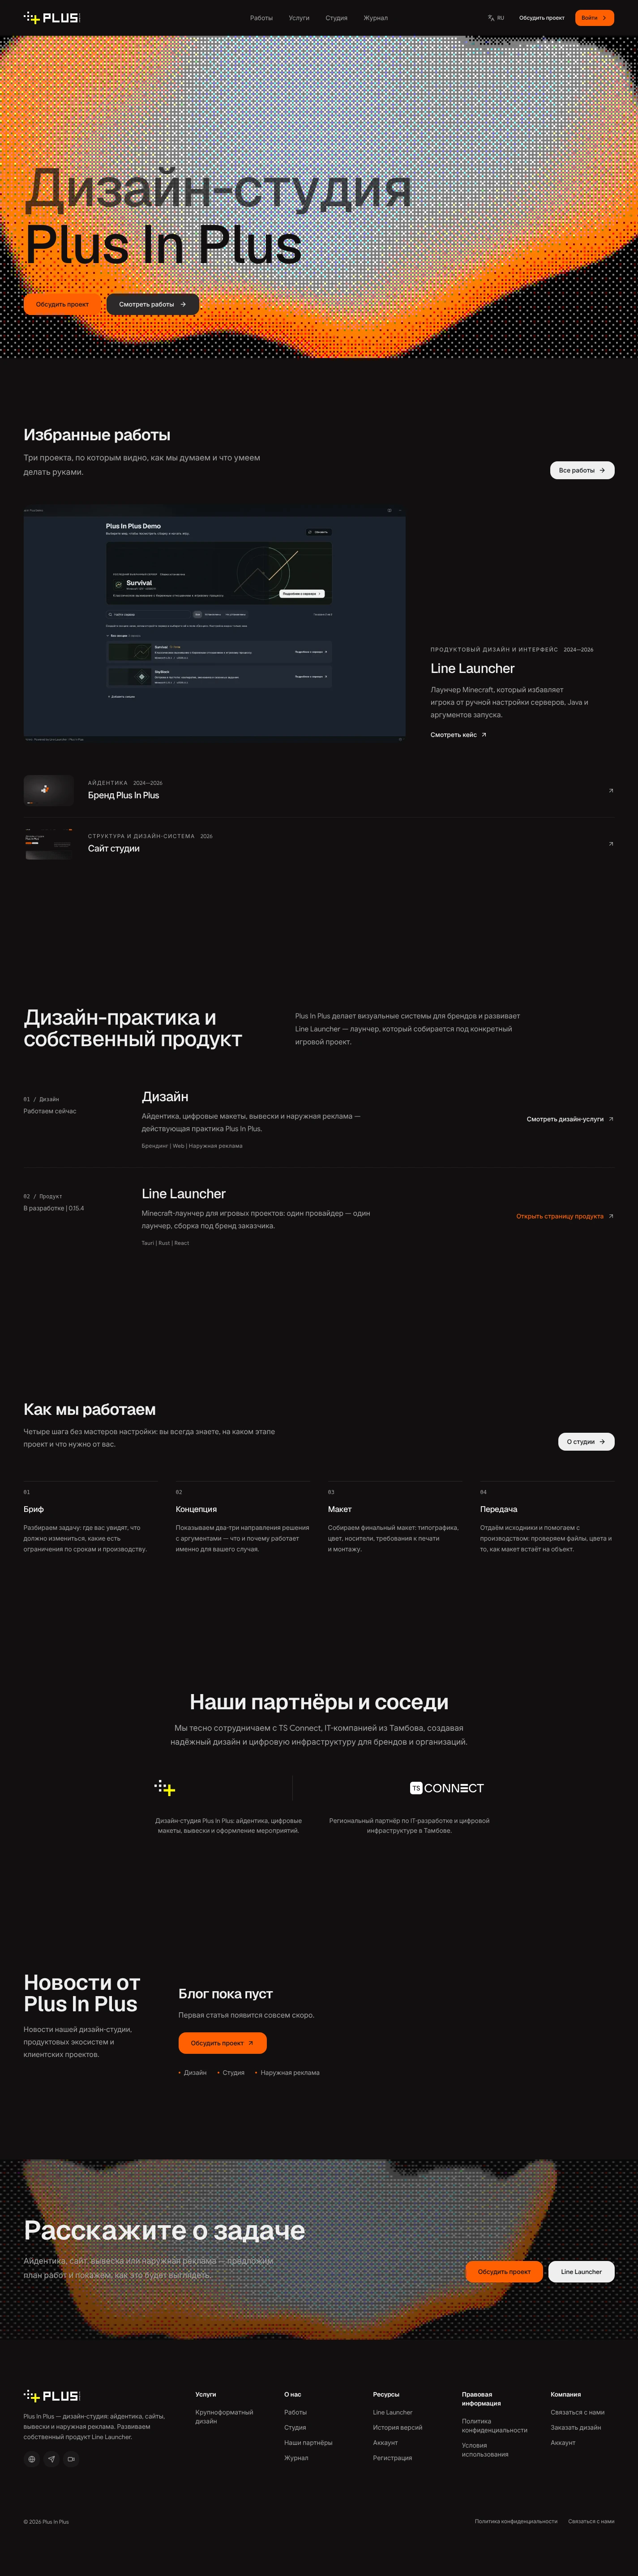 PLUS
Работы
Услуги
Студия
Журнал
RU
Обсудить проект
Войти
Дизайн-студия
Plus In Plus
Обсудить проект
Смотреть работы
Избранные работы
Три проекта, по которым видно, как мы думаем и что умеем
делать руками.
Все работы
Plus In Plus Demo
Survival
Survival
ПРОДУКТОВЫЙ ДИЗАЙН И ИНТЕРФЕЙС 2024—2026
Line Launcher
Лаунчер Minecraft, который избавляет
игрока от ручной настройки серверов, Java и
аргументов запуска.
Смотреть кейс
АЙДЕНТИКА 2024—2026
Бренд Plus In Plus
СТРУКТУРА И ДИЗАЙН-СИСТЕМА 2026
Сайт студии
Дизайн-практика и
собственный продукт
Plus In Plus делает визуальные системы для брендов и развивает
Line Launcher — лаунчер, который собирается под конкретный
игровой проект.
01 / Дизайн
Работаем сейчас
Дизайн
Айдентика, цифровые макеты, вывески и наружная реклама —
действующая практика Plus In Plus.
Брендинг | Web | Наружная реклама
Смотреть дизайн-услуги
02 / Продукт
В разработке | 0.15.4
Line Launcher
Minecraft-лаунчер для игровых проектов: один провайдер — один
лаунчер, сборка под бренд заказчика.
Tauri | Rust | React
Открыть страницу продукта
Как мы работаем
Четыре шага без мастеров настройки: вы всегда знаете, на каком этапе
проект и что нужно от вас.
О студии
01
Бриф
Разбираем задачу: где вас увидят, что
должно измениться, какие есть
ограничения по срокам и производству.
02
Концепция
Показываем два-три направления решения
с аргументами — что и почему работает
именно для вашего случая.
03
Макет
Собираем финальный макет: типографика,
цвет, носители, требования к печати
и монтажу.
04
Передача
Отдаём исходники и помогаем с
производством: проверяем файлы, цвета и
то, как макет встаёт на объект.
Наши партнёры и соседи
Мы тесно сотрудничаем с TS Connect, IT-компанией из Тамбова, создавая
надёжный дизайн и цифровую инфраструктуру для брендов и организаций.
TS CONNECT
Дизайн-студия Plus In Plus: айдентика, цифровые
макеты, вывески и оформление мероприятий.
Региональный партнёр по IT-разработке и цифровой
инфраструктуре в Тамбове.
Новости от
Plus In Plus
Новости нашей дизайн-студии,
продуктовых экосистем и
клиентских проектов.
Блог пока пуст
Первая статья появится совсем скоро.
Обсудить проект
Дизайн
Студия
Наружная реклама
Расскажите о задаче
Айдентика, сайт, вывеска или наружная реклама — предложим
план работ и покажем, как это будет выглядеть.
Обсудить проект
Line Launcher
PLUS
Plus In Plus — дизайн-студия: айдентика, сайты,
вывески и наружная реклама. Развиваем
собственный продукт Line Launcher.
Услуги
Крупноформатный
дизайн
О нас
Работы
Студия
Наши партнёры
Журнал
Ресурсы
Line Launcher
История версий
Аккаунт
Регистрация
Правовая
информация
Политика
конфиденциальности
Условия
использования
Компания
Связаться с нами
Заказать дизайн
Аккаунт
© 2026 Plus In Plus
Политика конфиденциальности
Связаться с нами